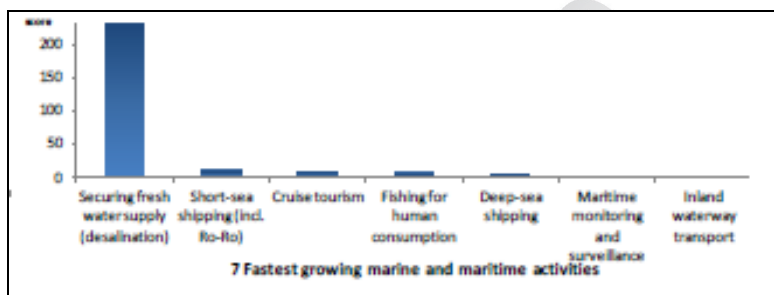 score
200
150
100
50
0
Securing fresh water supply (desalination)
Short-sea shipping (incl. Ro-Ro)
Cruise tourism
Fishing for human consumption
Deep-sea shipping
Maritime monitoring and surveillance
Inland waterway transport
7 Fastest growing marine and maritime activities